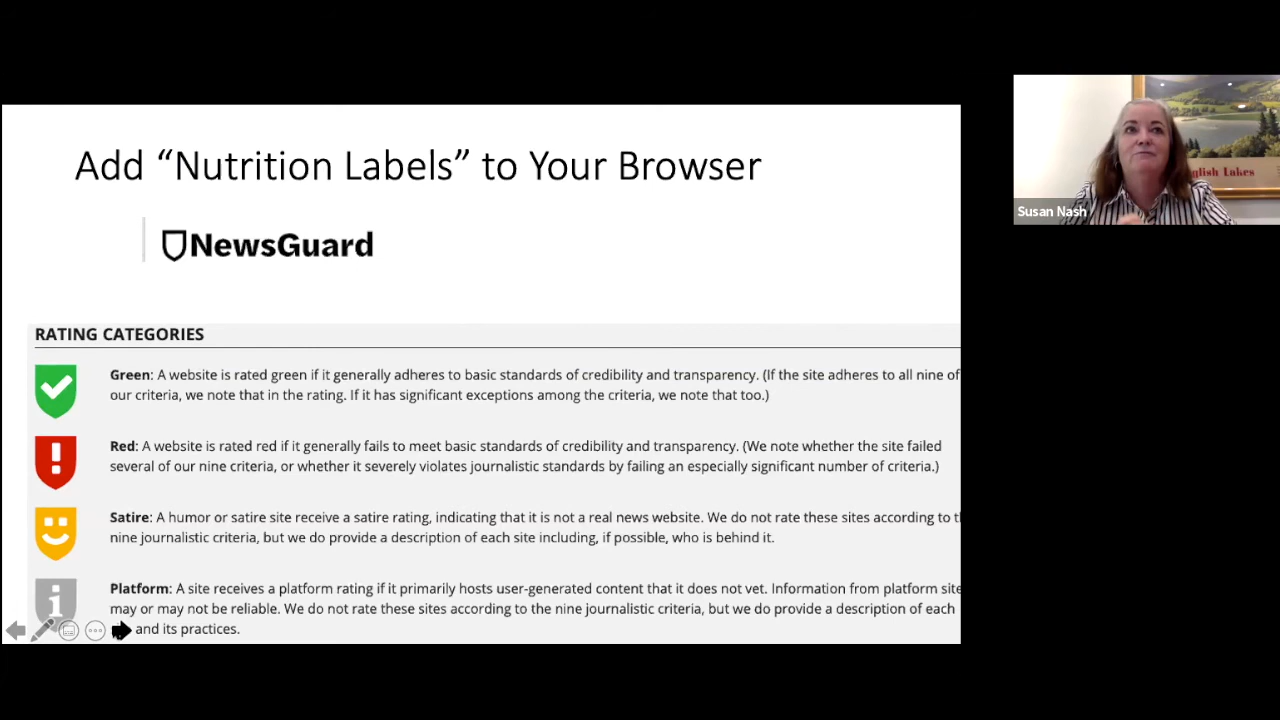 Add “Nutrition Labels” to Your Browser
NewsGuard
RATING CATEGORIES
Green: A website is rated green if it generally adheres to basic standards of credibility and transparency. (If the site adheres to all nine of
our criteria, we note that in the rating. If it has significant exceptions among the criteria, we note that too.)
Red: A website is rated red if it generally fails to meet basic standards of credibility and transparency. (We note whether the site failed
several of our nine criteria, or whether it severely violates journalistic standards by failing an especially significant number of criteria.)
Satire: A humor or satire site receive a satire rating, indicating that it is not a real news website. We do not rate these sites according to
nine journalistic criteria, but we do provide a description of each site including, if possible, who is behind it.
Platform: A site receives a platform rating if it primarily hosts user-generated content that it does not vet. Information from platform site
may or may not be reliable. We do not rate these sites according to the nine journalistic criteria, but we do provide a description of each
and its practices.
glish Lakes
Susan Nash